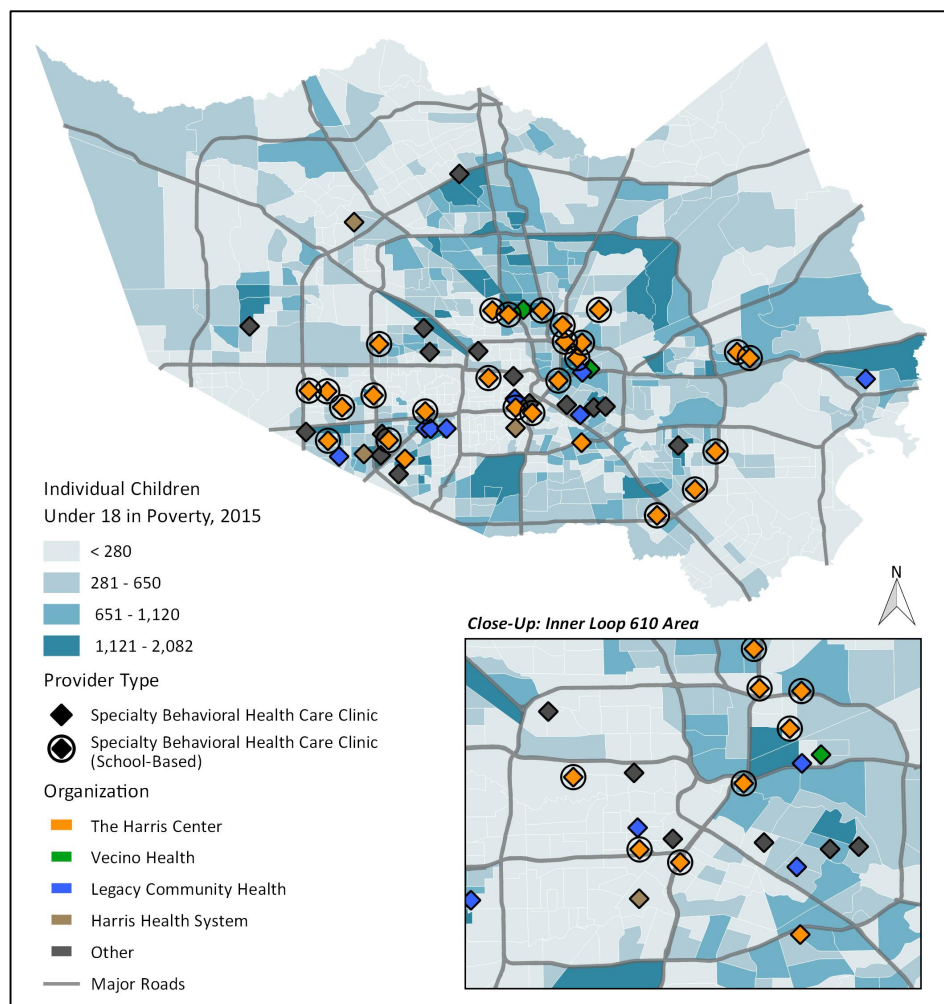 Individual Children
Under 18 in Poverty, 2015
< 280
281 - 650
651 - 1,120
1,121 - 2,082
Provider Type
Specialty Behavioral Health Care Clinic
Specialty Behavioral Health Care Clinic
(School-Based)
Organization
The Harris Center
Vecino Health
Legacy Community Health
Harris Health System
Other
Major Roads
N
Close-Up: Inner Loop 610 Area